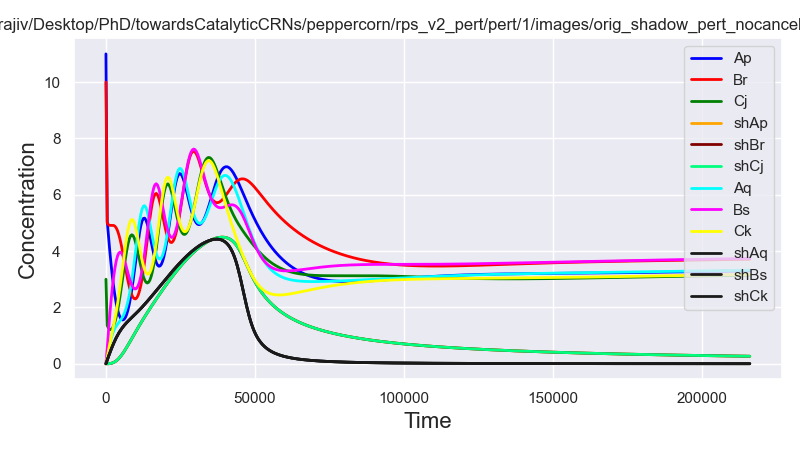 rajiv/Desktop/PhD/towardsCatalyticCRNs/peppercorn/rps_v2_pert/pert/1/images/orig_shadow_pert_nocancel
Concentration
10
8
6
4
2
0
0 50000 100000 150000 200000
Time
Ap
Br
Cj
shAp
shBr
shCj
Aq
Bs
Ck
shAq
shBs
shCk